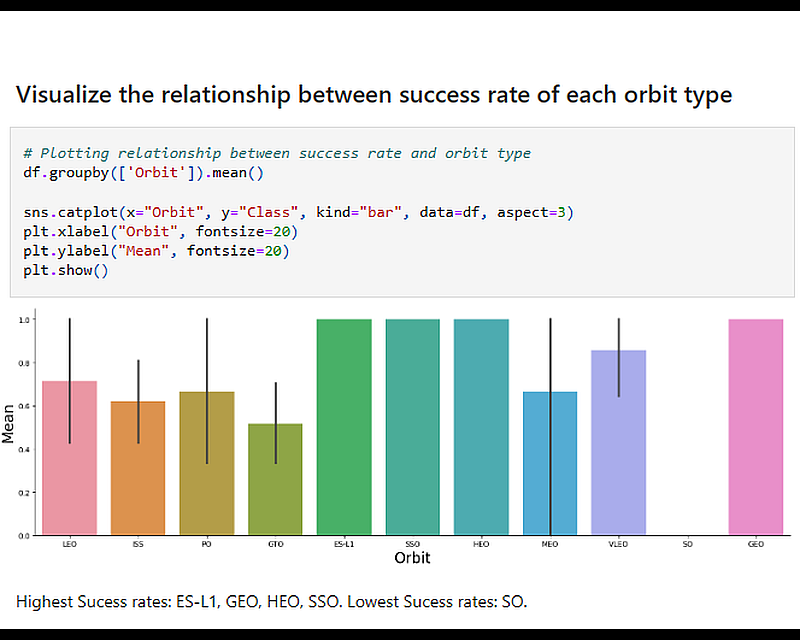 Visualize the relationship between success rate of each orbit type
# Plotting relationship between success rate and orbit type
df.groupby(['Orbit']).mean()
sns.catplot(x="Orbit", y="Class", kind="bar", data=df, aspect=3)
plt.xlabel("Orbit", fontsize=20)
plt.ylabel("Mean", fontsize=20)
plt.show()
1.0
0.8
0.6
0.4
0.2
0.0
Mean
LEO ISS PO GTO ES-L1 SSO HEO MEO VLEO SO GEO
Orbit
Highest Sucess rates: ES-L1, GEO, HEO, SSO. Lowest Sucess rates: SO.